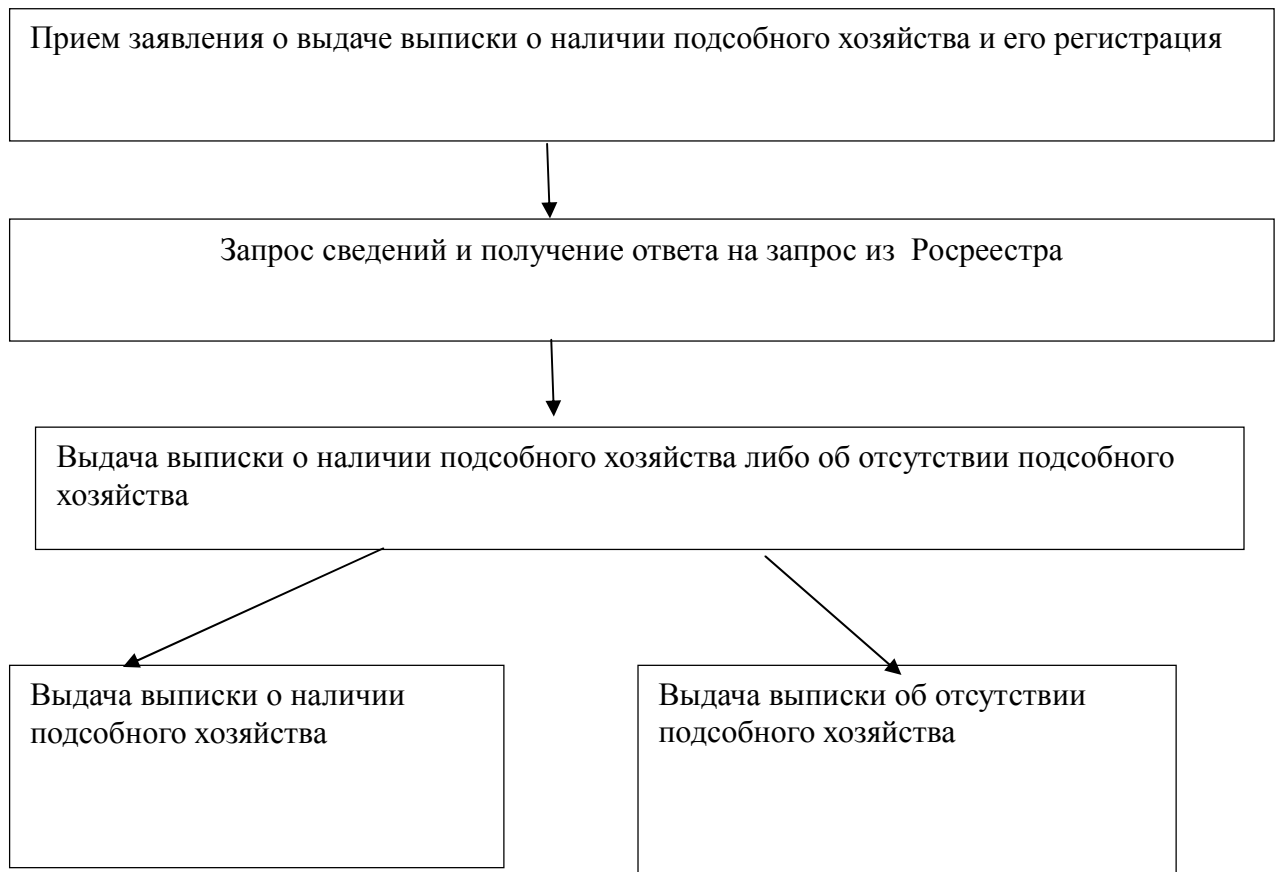 Прием заявления о выдаче выписки о наличии подсобного хозяйства и его регистрация
Запрос сведений и получение ответа на запрос из  Росреестра
Выдача выписки о наличии подсобного хозяйства либо об отсутствии подсобного
хозяйства
Выдача выписки о наличии
подсобного хозяйства
Выдача выписки об отсутствии
подсобного хозяйства